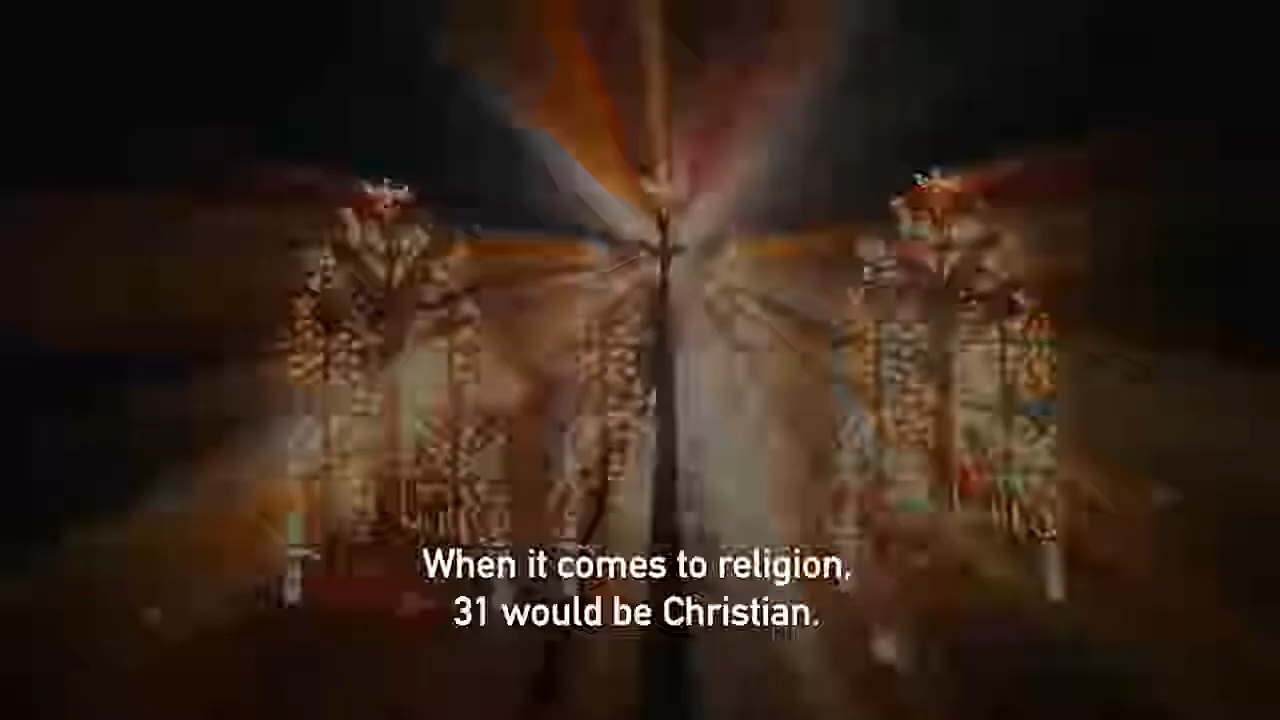 When it comes to religion,
31 would be Christian.